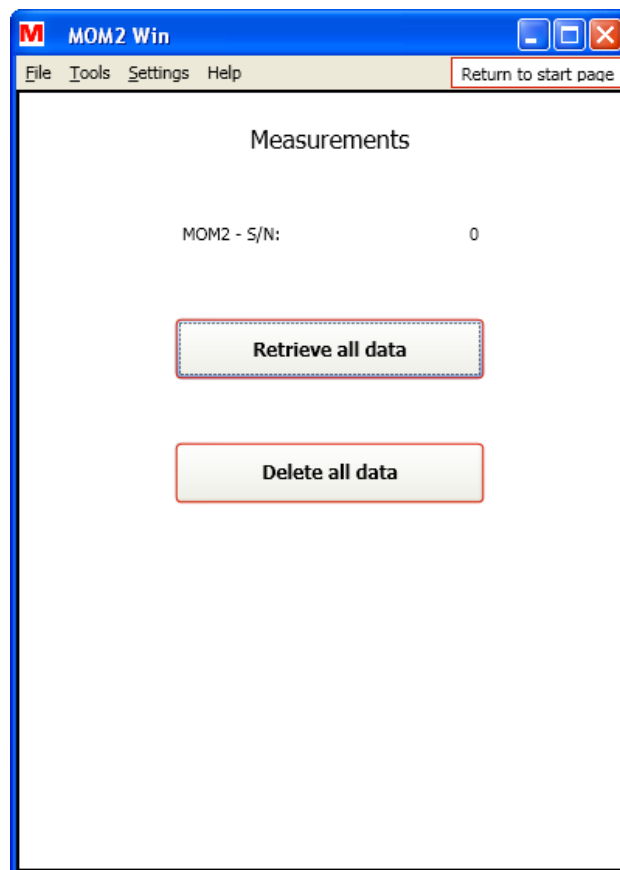 M MOM2 Win
File Tools Settings Help Return to start page
Measurements
MOM2 - S/N: 0
Retrieve all data
Delete all data